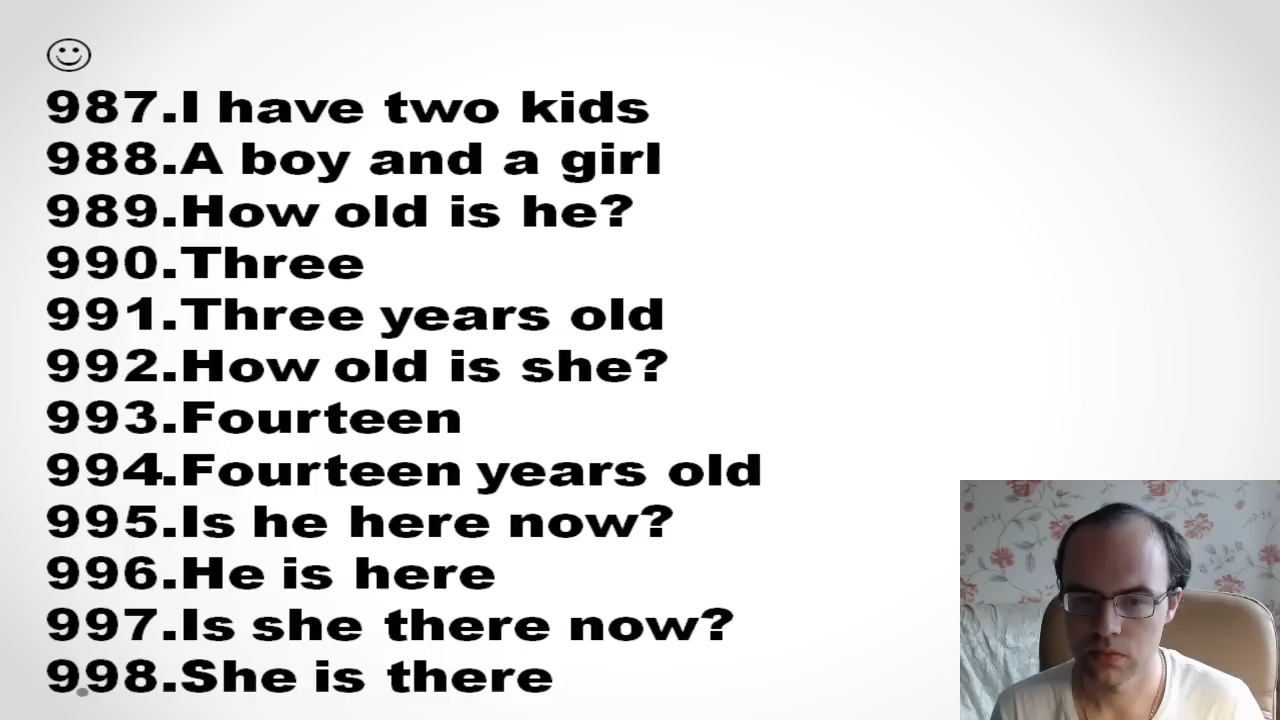 987.I have two kids
988.A boy and a girl
989.How old is he?
990.Three
991.Three years old
992.How old is she?
993.Fourteen
994.Fourteen years old
995.Is he here now?
996.He is here
997.Is she there now?
998.She is there